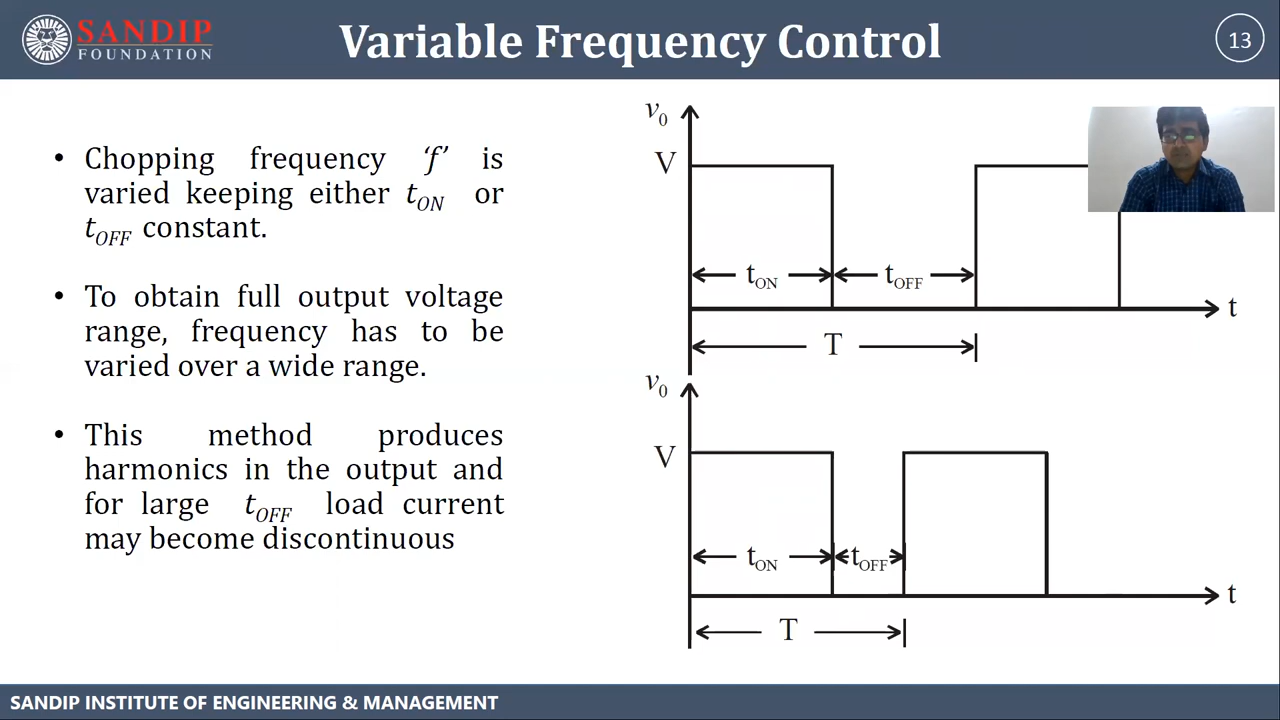 SANDIP
FOUNDATION
Variable Frequency Control
13
• Chopping frequency ‘f’ is
varied keeping either tON or
tOFF constant.
• To obtain full output voltage
range, frequency has to be
varied over a wide range.
• This method produces
harmonics in the output and
for large tOFF load current
may become discontinuous
v0
V
tON
tOFF
t
T
v0
V
tON
tOFF
t
T
SANDIP INSTITUTE OF ENGINEERING & MANAGEMENT